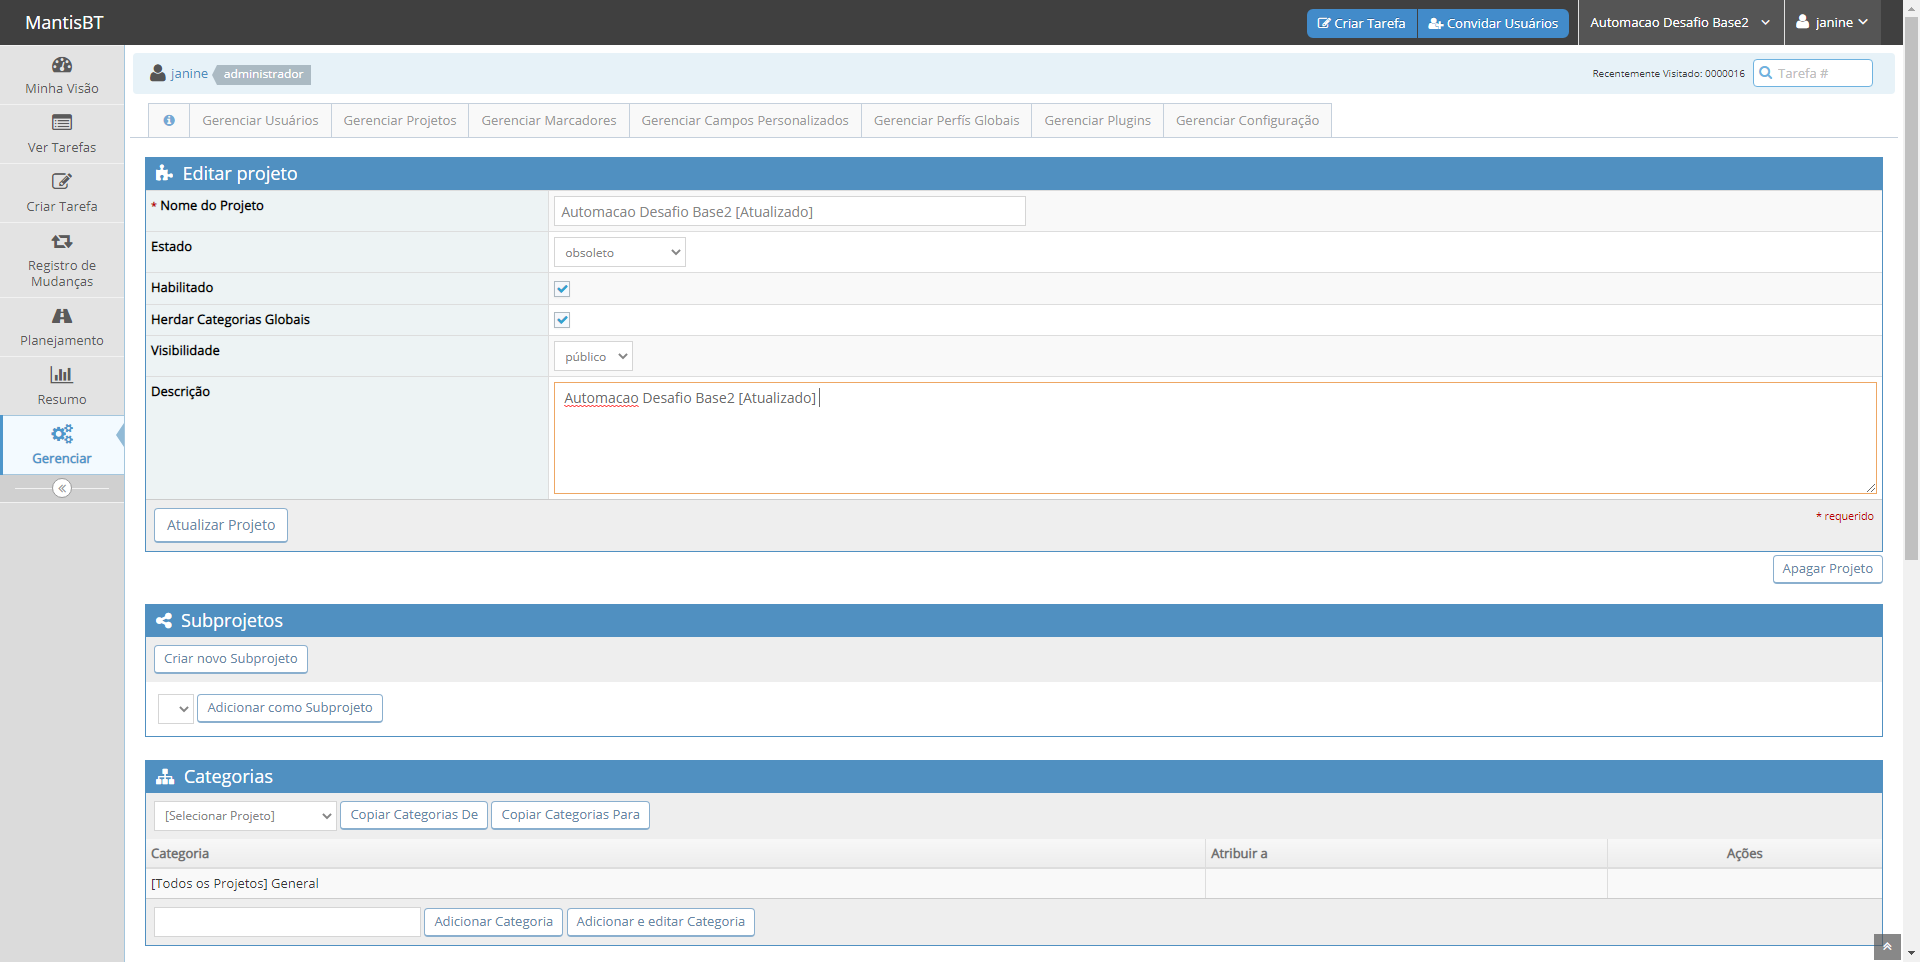 MantisBT
Criar Tarefa
Convidar Usuários
Automacao Desafio Base2
janine
Minha Visão
Ver Tarefas
Criar Tarefa
Registro de
Mudanças
Planejamento
Resumo
Gerenciar
janine
administrador
Recentemente Visitado: 0000016
Tarefa #
Gerenciar Usuários
Gerenciar Projetos
Gerenciar Marcadores
Gerenciar Campos Personalizados
Gerenciar Perfís Globais
Gerenciar Plugins
Gerenciar Configuração
Editar projeto
* Nome do Projeto
Automacao Desafio Base2 [Atualizado]
Estado
obsoleto
Habilitado
Herdar Categorias Globais
Visibilidade
público
Descrição
Automacao Desafio Base2 [Atualizado]
Atualizar Projeto
* requerido
Apagar Projeto
Subprojetos
Criar novo Subprojeto
Adicionar como Subprojeto
Categorias
[Selecionar Projeto]
Copiar Categorias De
Copiar Categorias Para
Categoria
Atribuir a
Ações
[Todos os Projetos] General
Adicionar Categoria
Adicionar e editar Categoria